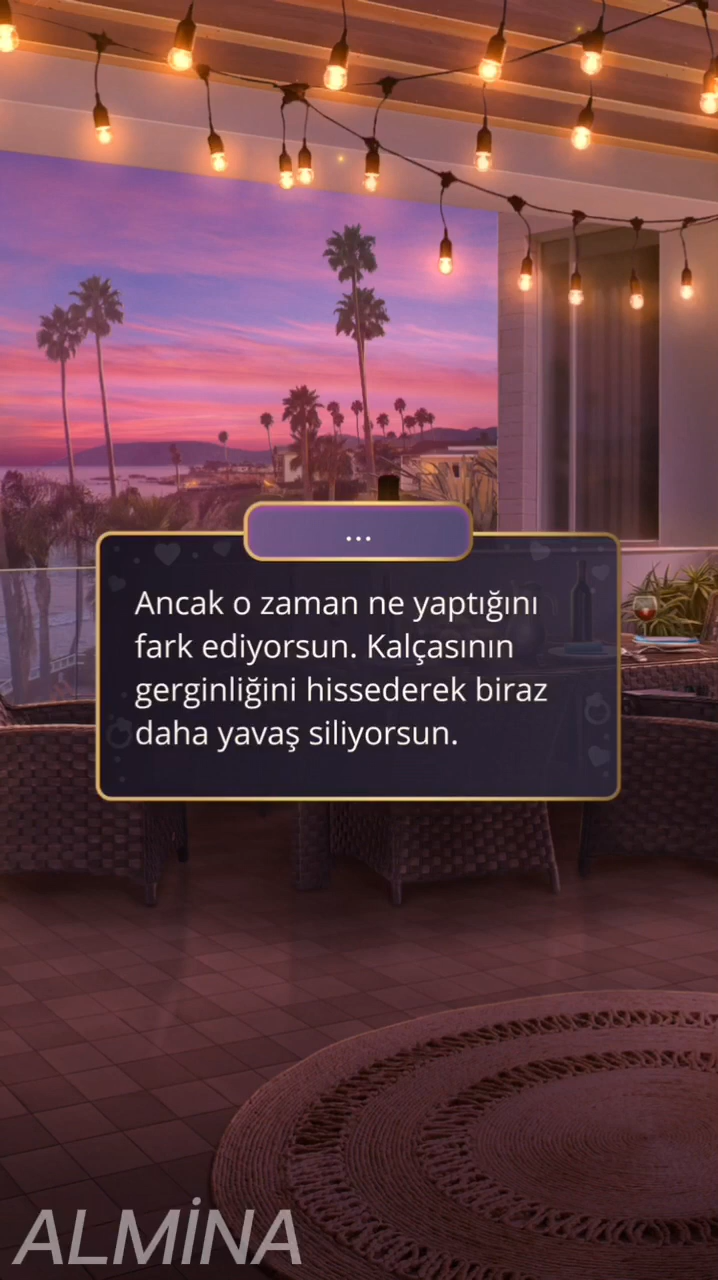 ...
Ancak o zaman ne yaptığını
fark ediyorsun. Kalçasının
gerginliğini hissederek biraz
daha yavaş siliyorsun.
ALMİNA